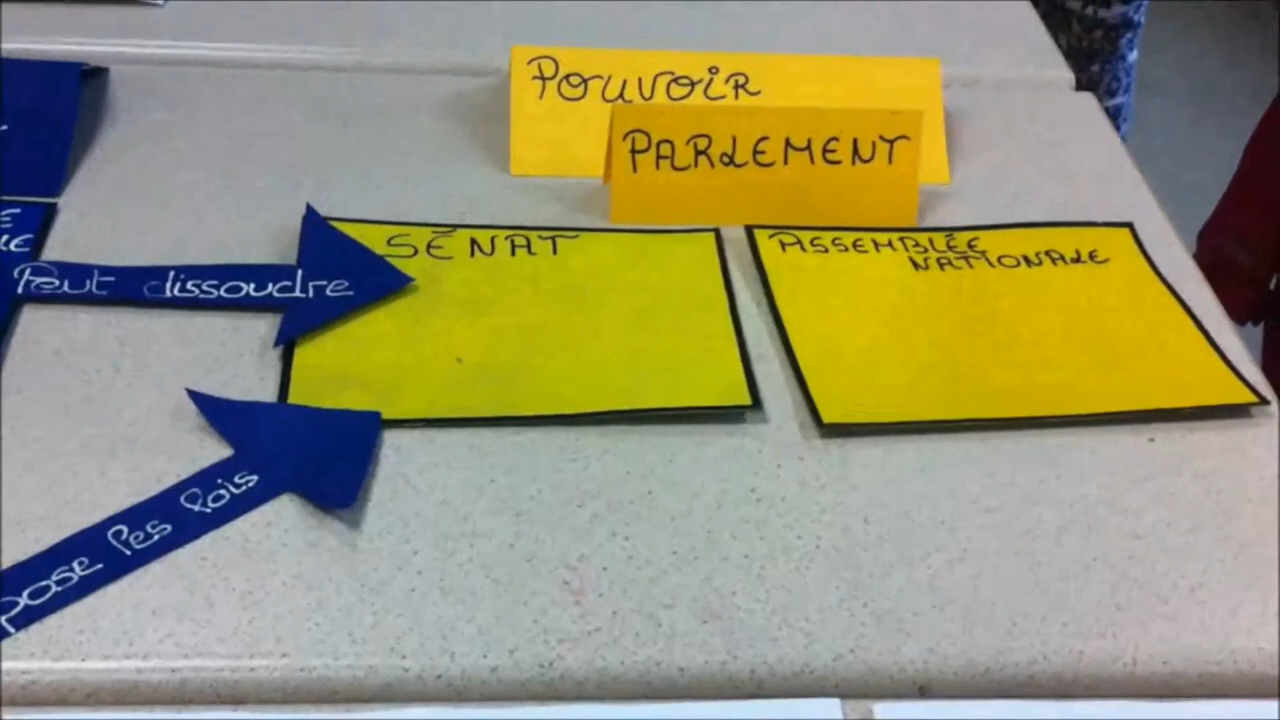 Pouvoir
PARLEMENT
SÉNAT
ASSEMBLÉE
NATIONALE
Peut dissoudre
pose les lois